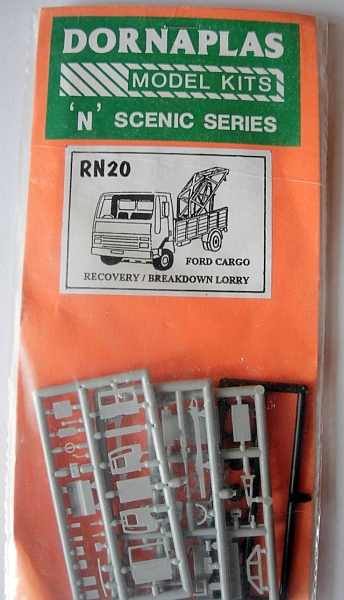 DORNAPLAS
MODEL KITS
'N' SCENIC SERIES
RN20
FORD CARGO
RECOVERY / BREAKDOWN LORRY